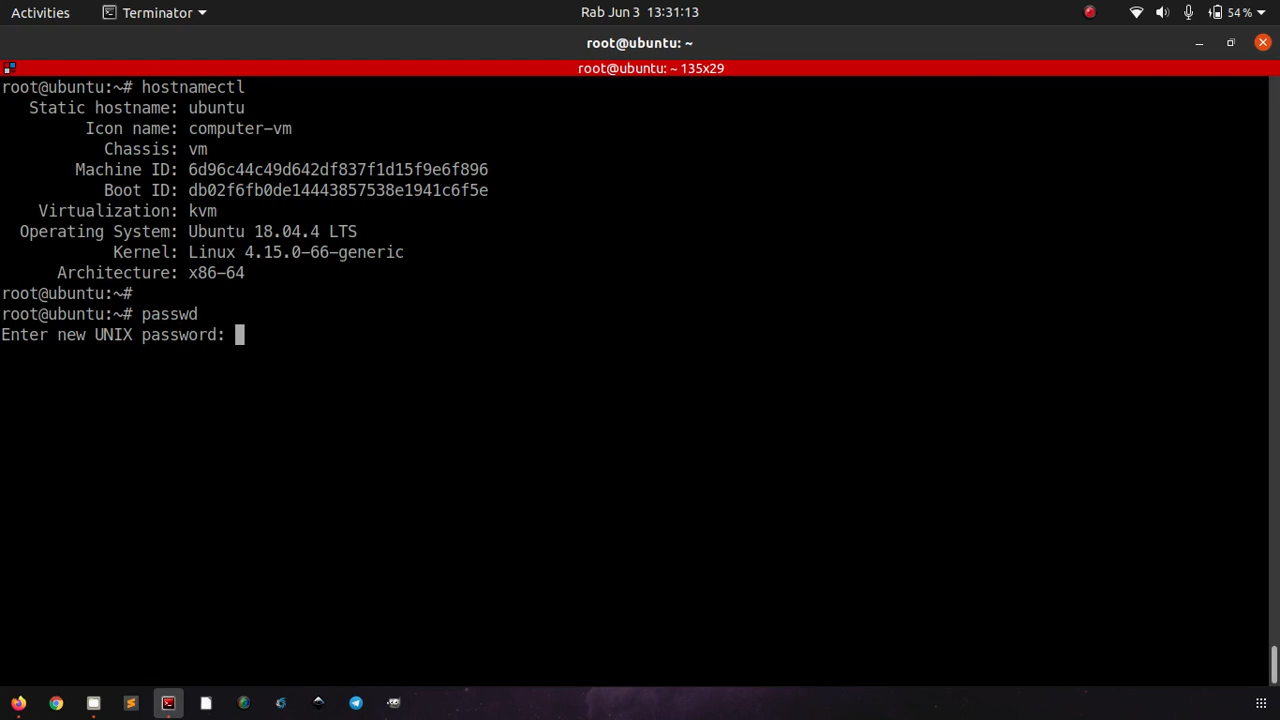 Activities Terminator Rab Jun 3 13:31:13 54%
root@ubuntu: ~
root@ubuntu: ~ 135x29
root@ubuntu:~# hostnamectl
Static hostname: ubuntu
Icon name: computer-vm
Chassis: vm
Machine ID: 6d96c44c49d642df837f1d15f9e6f896
Boot ID: db02f6fb0de14443857538e1941c6f5e
Virtualization: kvm
Operating System: Ubuntu 18.04.4 LTS
Kernel: Linux 4.15.0-66-generic
Architecture: x86-64
root@ubuntu:~#
root@ubuntu:~# passwd
Enter new UNIX password: